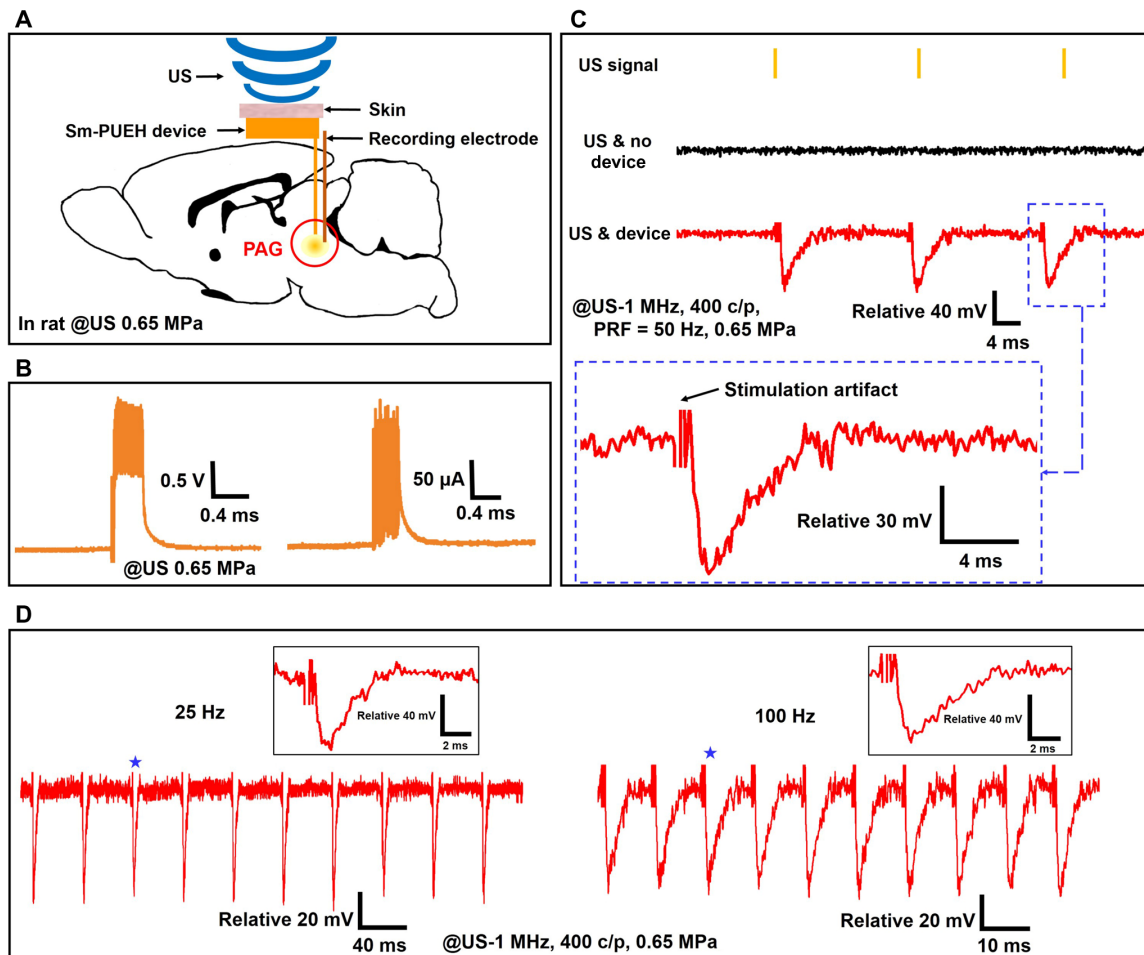 A
US
Skin
Sm-PUEH device
Recording electrode
PAG
In rat @US 0.65 MPa
B
0.5 V
0.4 ms
50 µA
0.4 ms
@US 0.65 MPa
C
US signal
US & no
device
US & device
@US-1 MHz, 400 c/p,
PRF = 50 Hz, 0.65 MPa
Relative 40 mV
4 ms
Stimulation artifact
Relative 30 mV
4 ms
D
25 Hz
Relative 40 mV
2 ms
100 Hz
Relative 40 mV
2 ms
Relative 20 mV
40 ms
@US-1 MHz, 400 c/p, 0.65 MPa
Relative 20 mV
10 ms